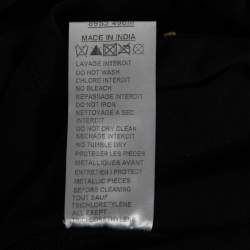 MADE IN INDIA
LAVAGE INTERDIT
DO NOT WASH
CHLORE INTERDIT
NO BLEACH
REPASSAGE INTERDIT
DO NOT IRON
NETTOYAGE A SEC
INTERDIT
DO NOT DRY CLEAN
SECHAGE INTERDIT
NO TUMBLE DRY
PROTEGER LES PIECES
METALLIQUES AVANT
ENTRETIEN / PROTECT
METALLIC PIECES
BEFORE CLEANING
TOUT SAUF
TRICHLORETYLENE
ALL EXCEPT